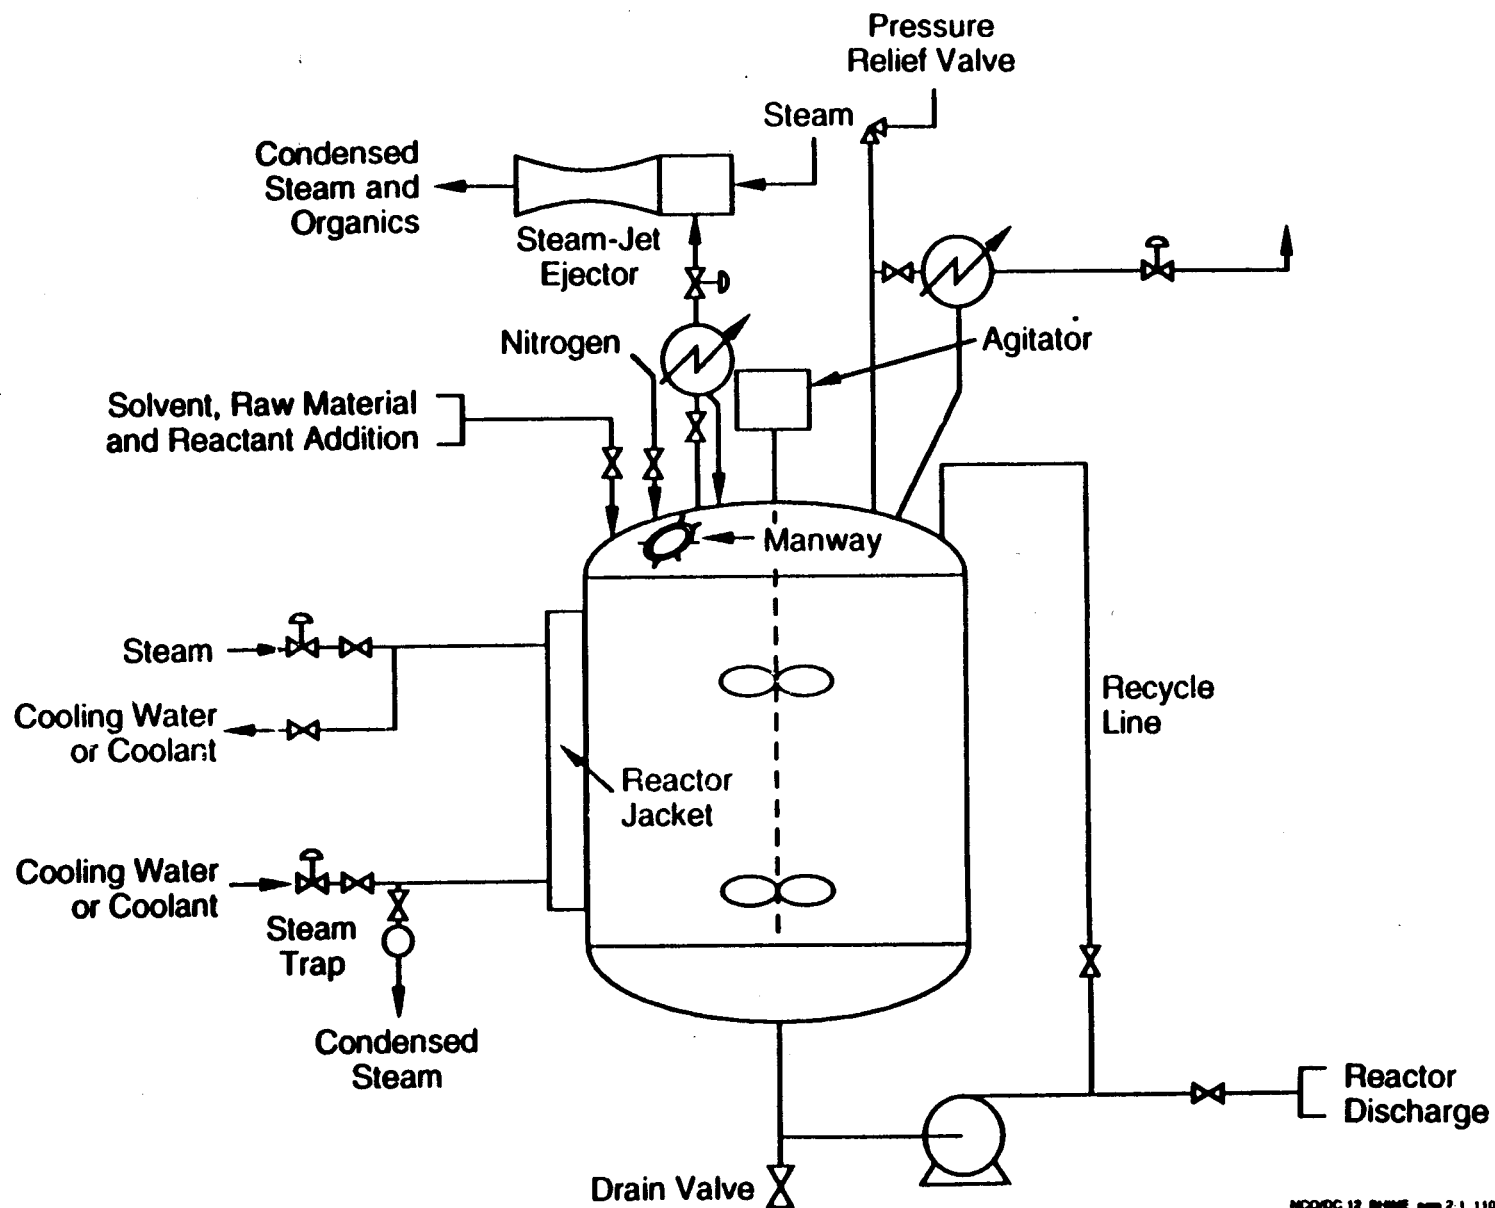 Pressure
Relief Valve
Steam
Condensed
Steam and
Organics
Steam-Jet
Ejector
Nitrogen
Agitator
Solvent, Raw Material
and Reactant Addition
Manway
Steam
Cooling Water
or Coolant
Recycle
Line
Reactor
Jacket
Cooling Water
or Coolant
Steam
Trap
Condensed
Steam
Reactor
Discharge
Drain Valve